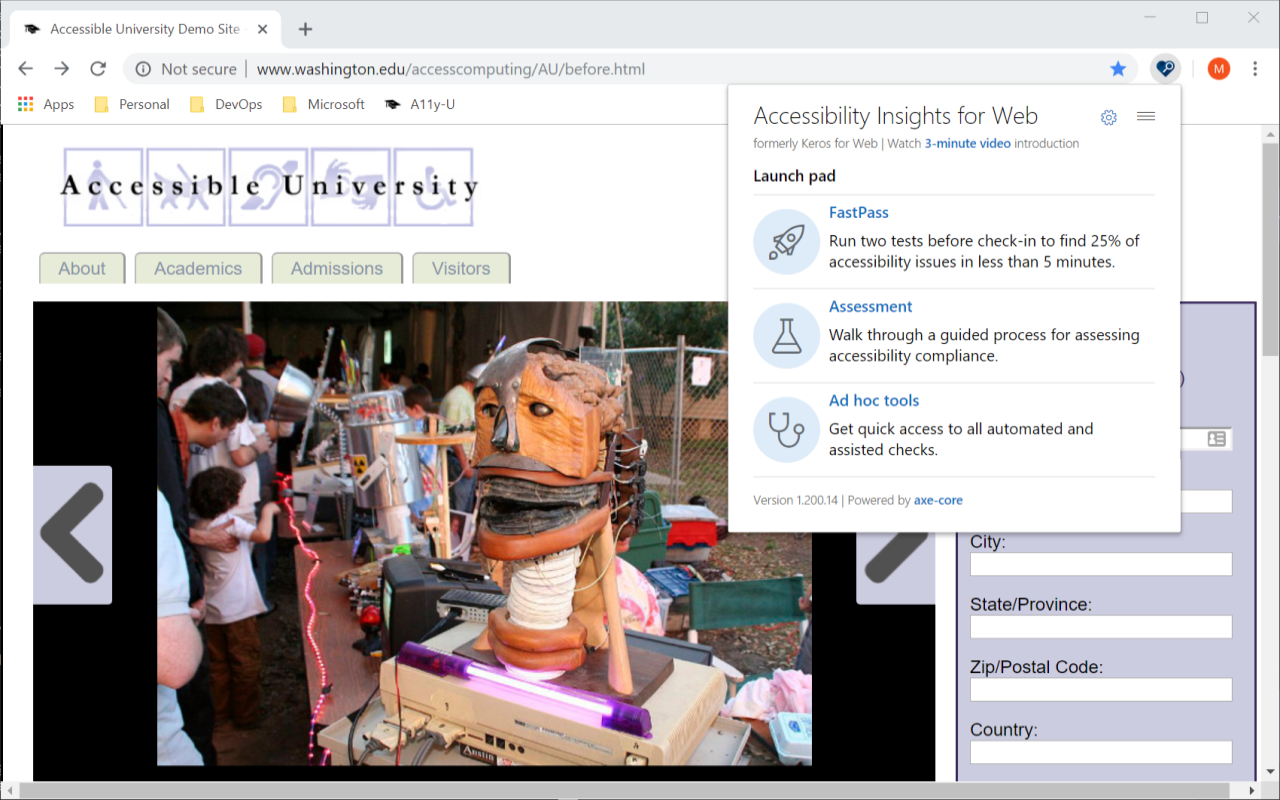 Accessible University Demo Site
Not secure | www.washington.edu/accesscomputing/AU/before.html
M
Apps Personal DevOps Microsoft A11y-U
Accessibility Insights for Web
formerly Keros for Web | Watch 3-minute video introduction
Launch pad
FastPass
Run two tests before check-in to find 25% of
accessibility issues in less than 5 minutes.
Assessment
Walk through a guided process for assessing
accessibility compliance.
Ad hoc tools
Get quick access to all automated and
assisted checks.
Version 1.200.14 | Powered by axe-core
Accessible University
About Academics Admissions Visitors
Austin
)
City:
State/Province:
Zip/Postal Code:
Country: